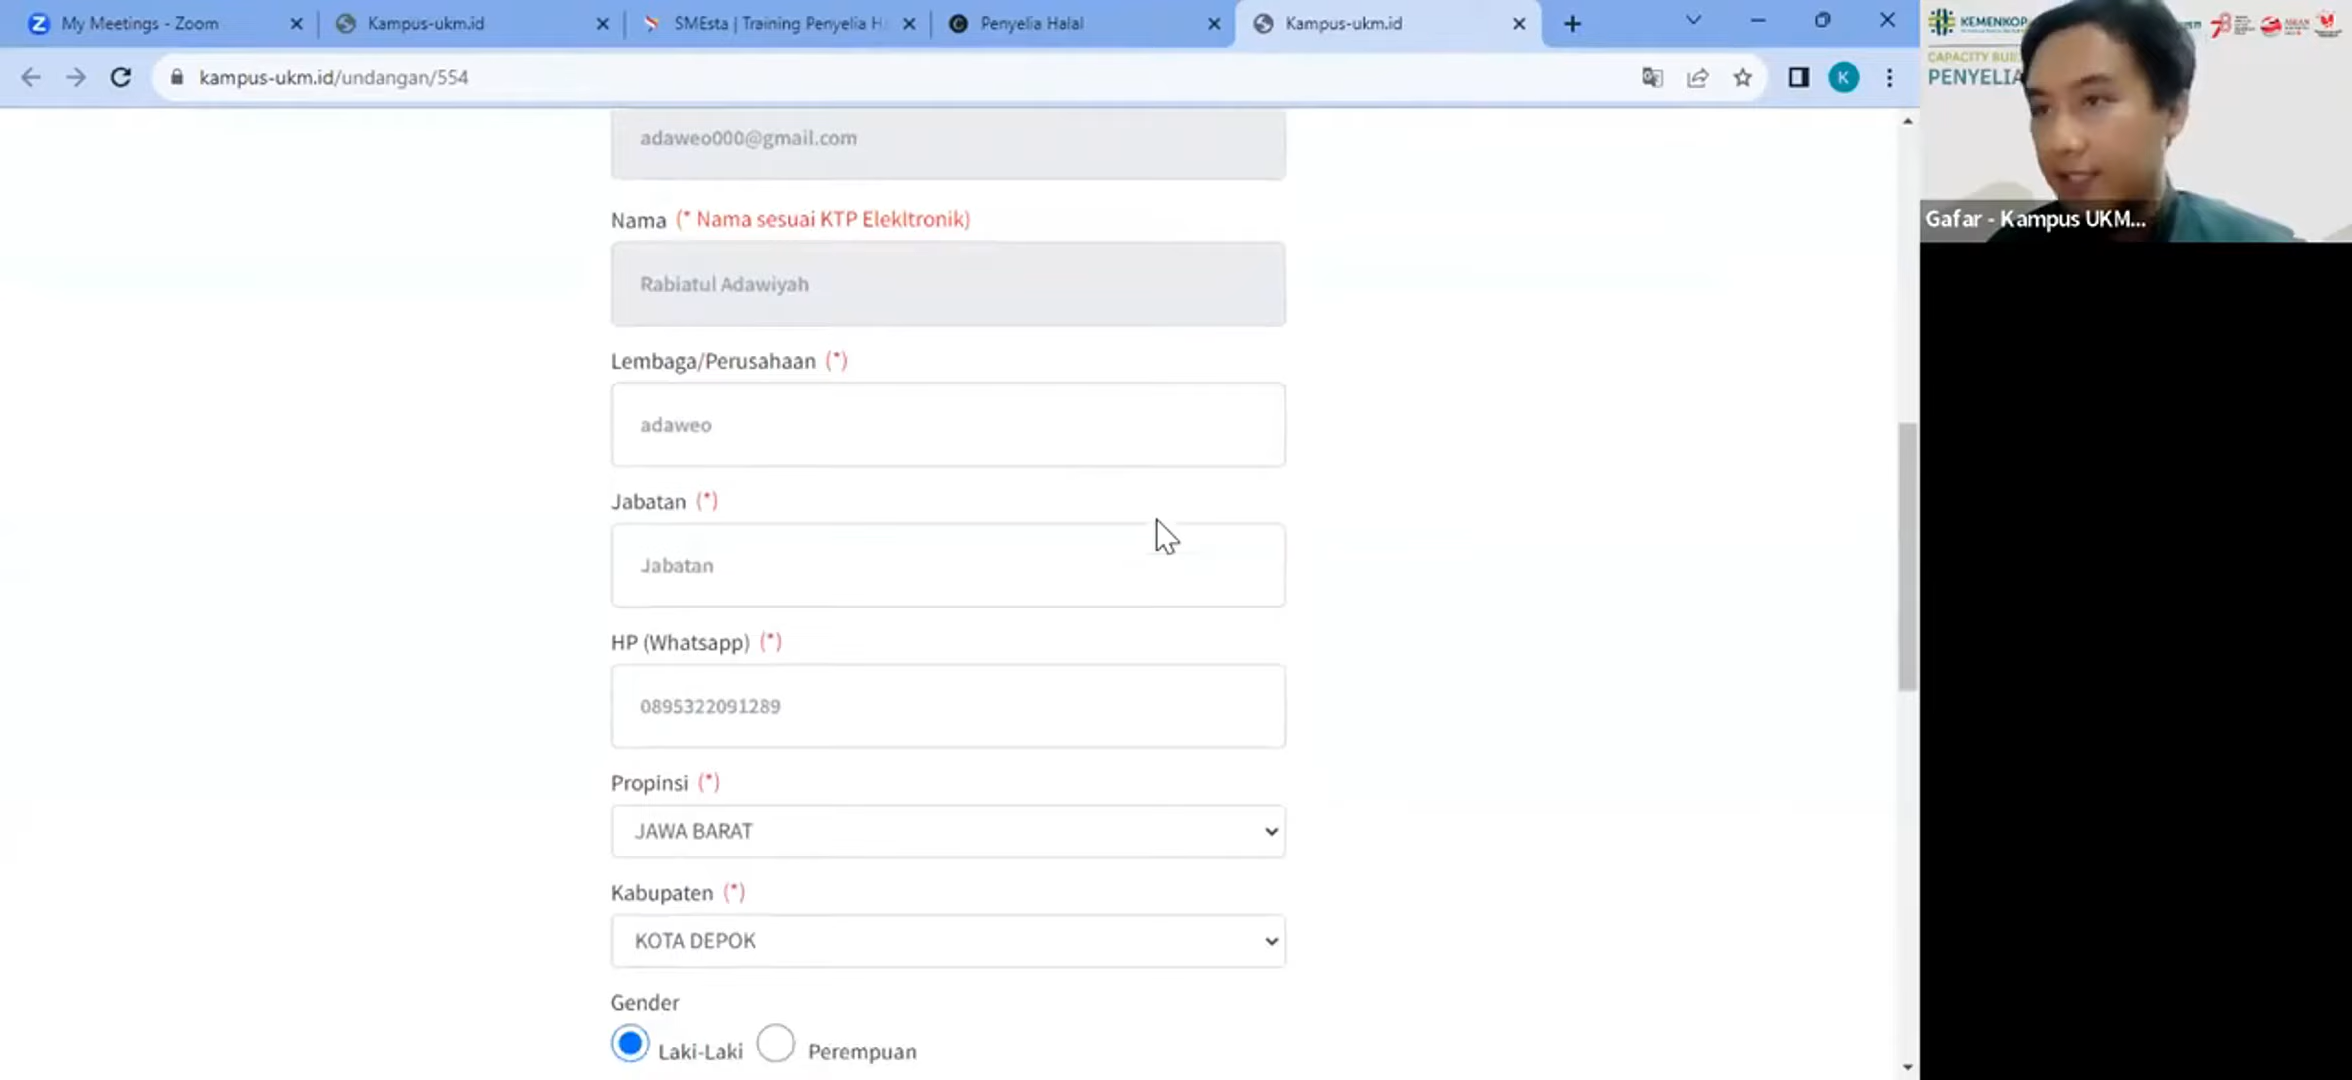 My Meetings - Zoom
Kampus-ukm.id
SMEsta | Training Penyelia H
Penyelia Halal
Kampus-ukm.id
kampus-ukm.id/undangan/554
K
adaweo000@gmail.com
Nama (* Nama sesuai KTP Elekltronik)
Rabiatul Adawiyah
Lembaga/Perusahaan (*)
adaweo
Jabatan (*)
Jabatan
HP (Whatsapp) (*)
0895322091289
Propinsi (*)
JAWA BARAT
Kabupaten (*)
KOTA DEPOK
Gender
Laki-Laki
Perempuan
KEMENKOP
CAPACITY BUI
PENYELIA
Gafar - Kampus UKM...